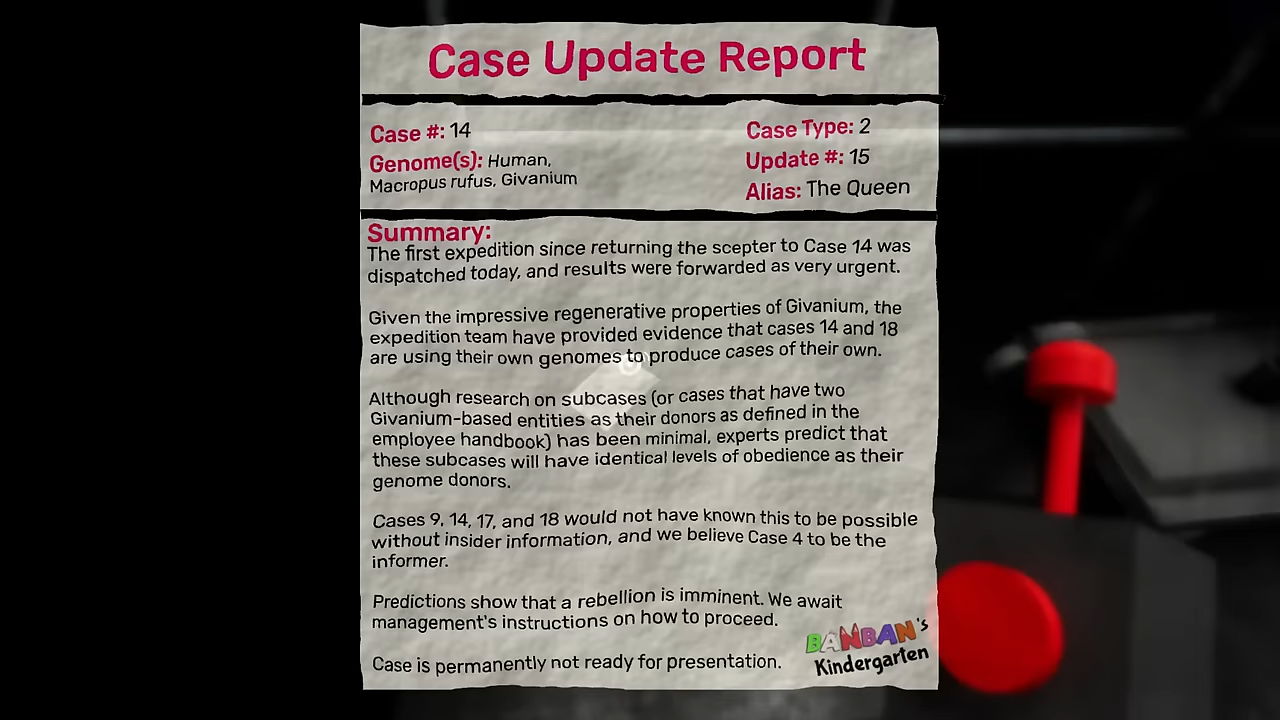 Case Update Report
Case #: 14
Genome(s): Human,
Macropus rufus, Givanium
Case Type: 2
Update #: 15
Alias: The Queen
Summary:
The first expedition since returning the scepter to Case 14 was
dispatched today, and results were forwarded as very urgent.
Given the impressive regenerative properties of Givanium, the
expedition team have provided evidence that cases 14 and 18
are using their own genomes to produce cases of their own.
Although research on subcases (or cases that have two
Givanium-based entities as their donors as defined in the
employee handbook) has been minimal, experts predict that
these subcases will have identical levels of obedience as their
genome donors.
Cases 9, 14, 17, and 18 would not have known this to be possible
without insider information, and we believe Case 4 to be the
informer.
Predictions show that a rebellion is imminent. We await
management's instructions on how to proceed.
Case is permanently not ready for presentation.
BANBAN's
Kindergarten